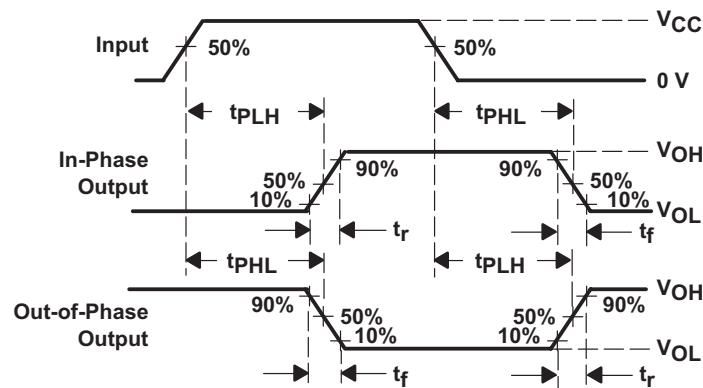 VCC
Input
50%
50%
0 V
tPLH
tPHL
In-Phase
Output
VOH
90%
90%
50%
50%
10%
10%
VOL
tr
tf
tPHL
tPLH
Out-of-Phase
Output
VOH
90%
90%
50%
50%
10%
10%
VOL
tf
tr